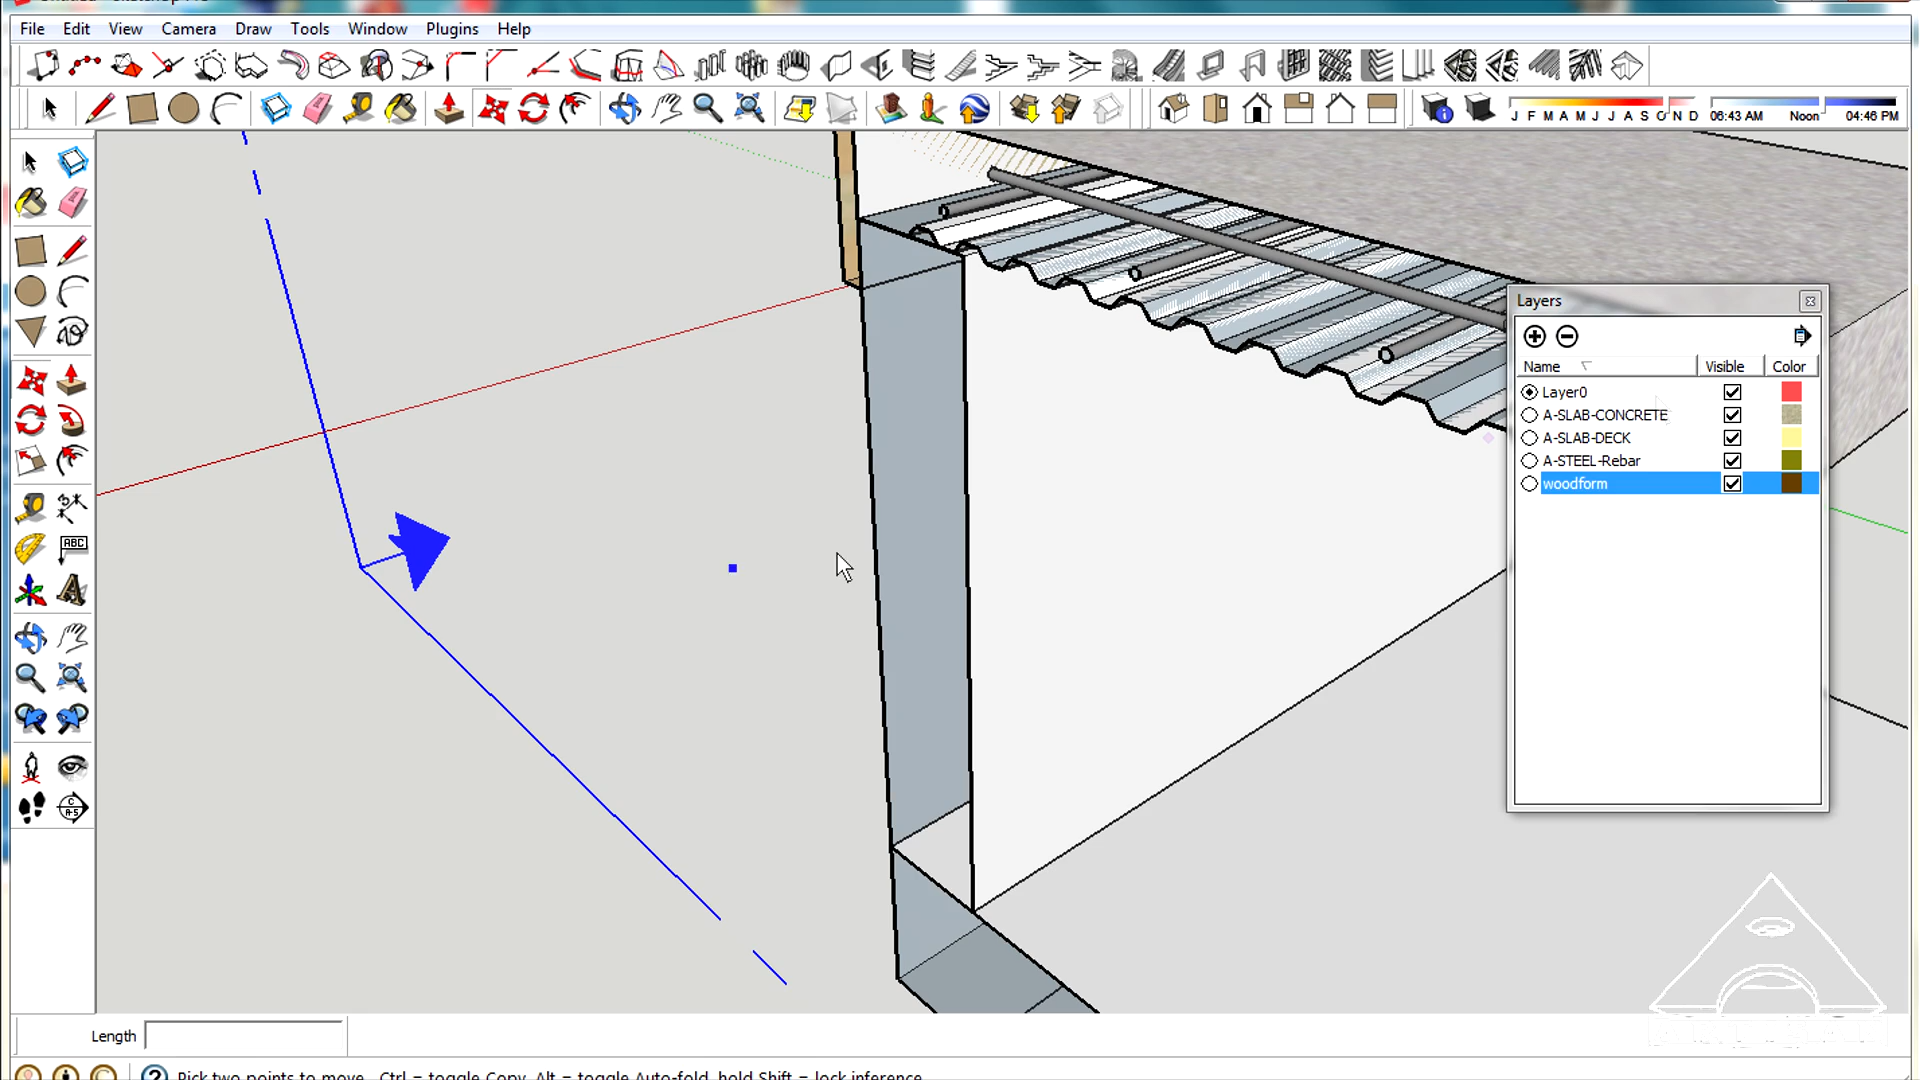 File Edit View Camera Draw Tools Window Plugins Help
J F M A M J J A S O N D 06:43 AM Noon 04:46 PM
ABC
Layers
Name Visible Color
Layer0
A-SLAB-CONCRETE
A-SLAB-DECK
A-STEEL-Rebar
woodform
Length
Pick two points to move. Ctrl = toggle Copy, Alt = toggle Auto-fold, hold Shift = lock inference.